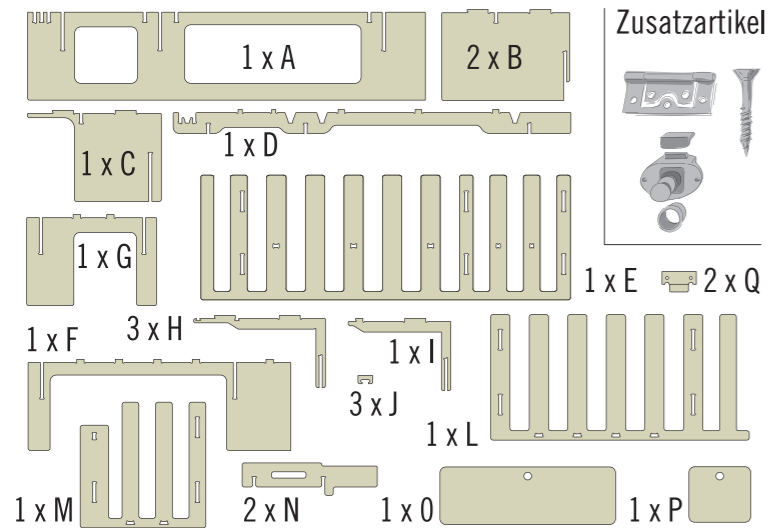 Zusatzartikel
1 x A
2 x B
1 x C
1 x D
1 x G
1 x E
2 x Q
3 x H
1 x F
1 x I
3 x J
1 x L
1 x M
2 x N
1 x O
1 x P